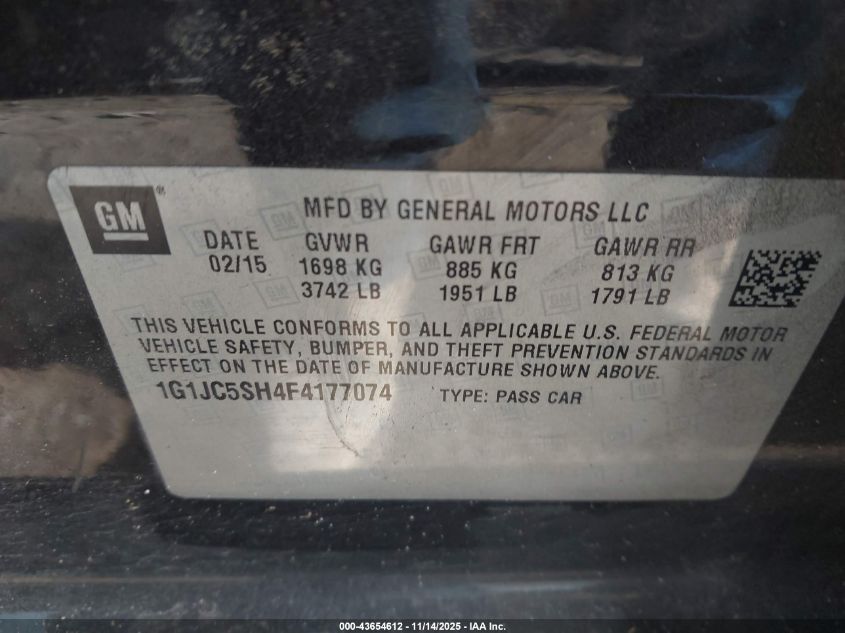 GM®
MFD BY GENERAL MOTORS LLC
DATE GVWR GAWR FRT GAWR RR
02/15 1698 KG 885 KG 813 KG
3742 LB 1951 LB 1791 LB
THIS VEHICLE CONFORMS TO ALL APPLICABLE U.S. FEDERAL MOTOR
VEHICLE SAFETY, BUMPER, AND THEFT PREVENTION STANDARDS IN
EFFECT ON THE DATE OF MANUFACTURE SHOWN ABOVE.
1G1JC5SH4F4177074 TYPE: PASS CAR
000-43654612 - 11/14/2025 - IAA Inc.